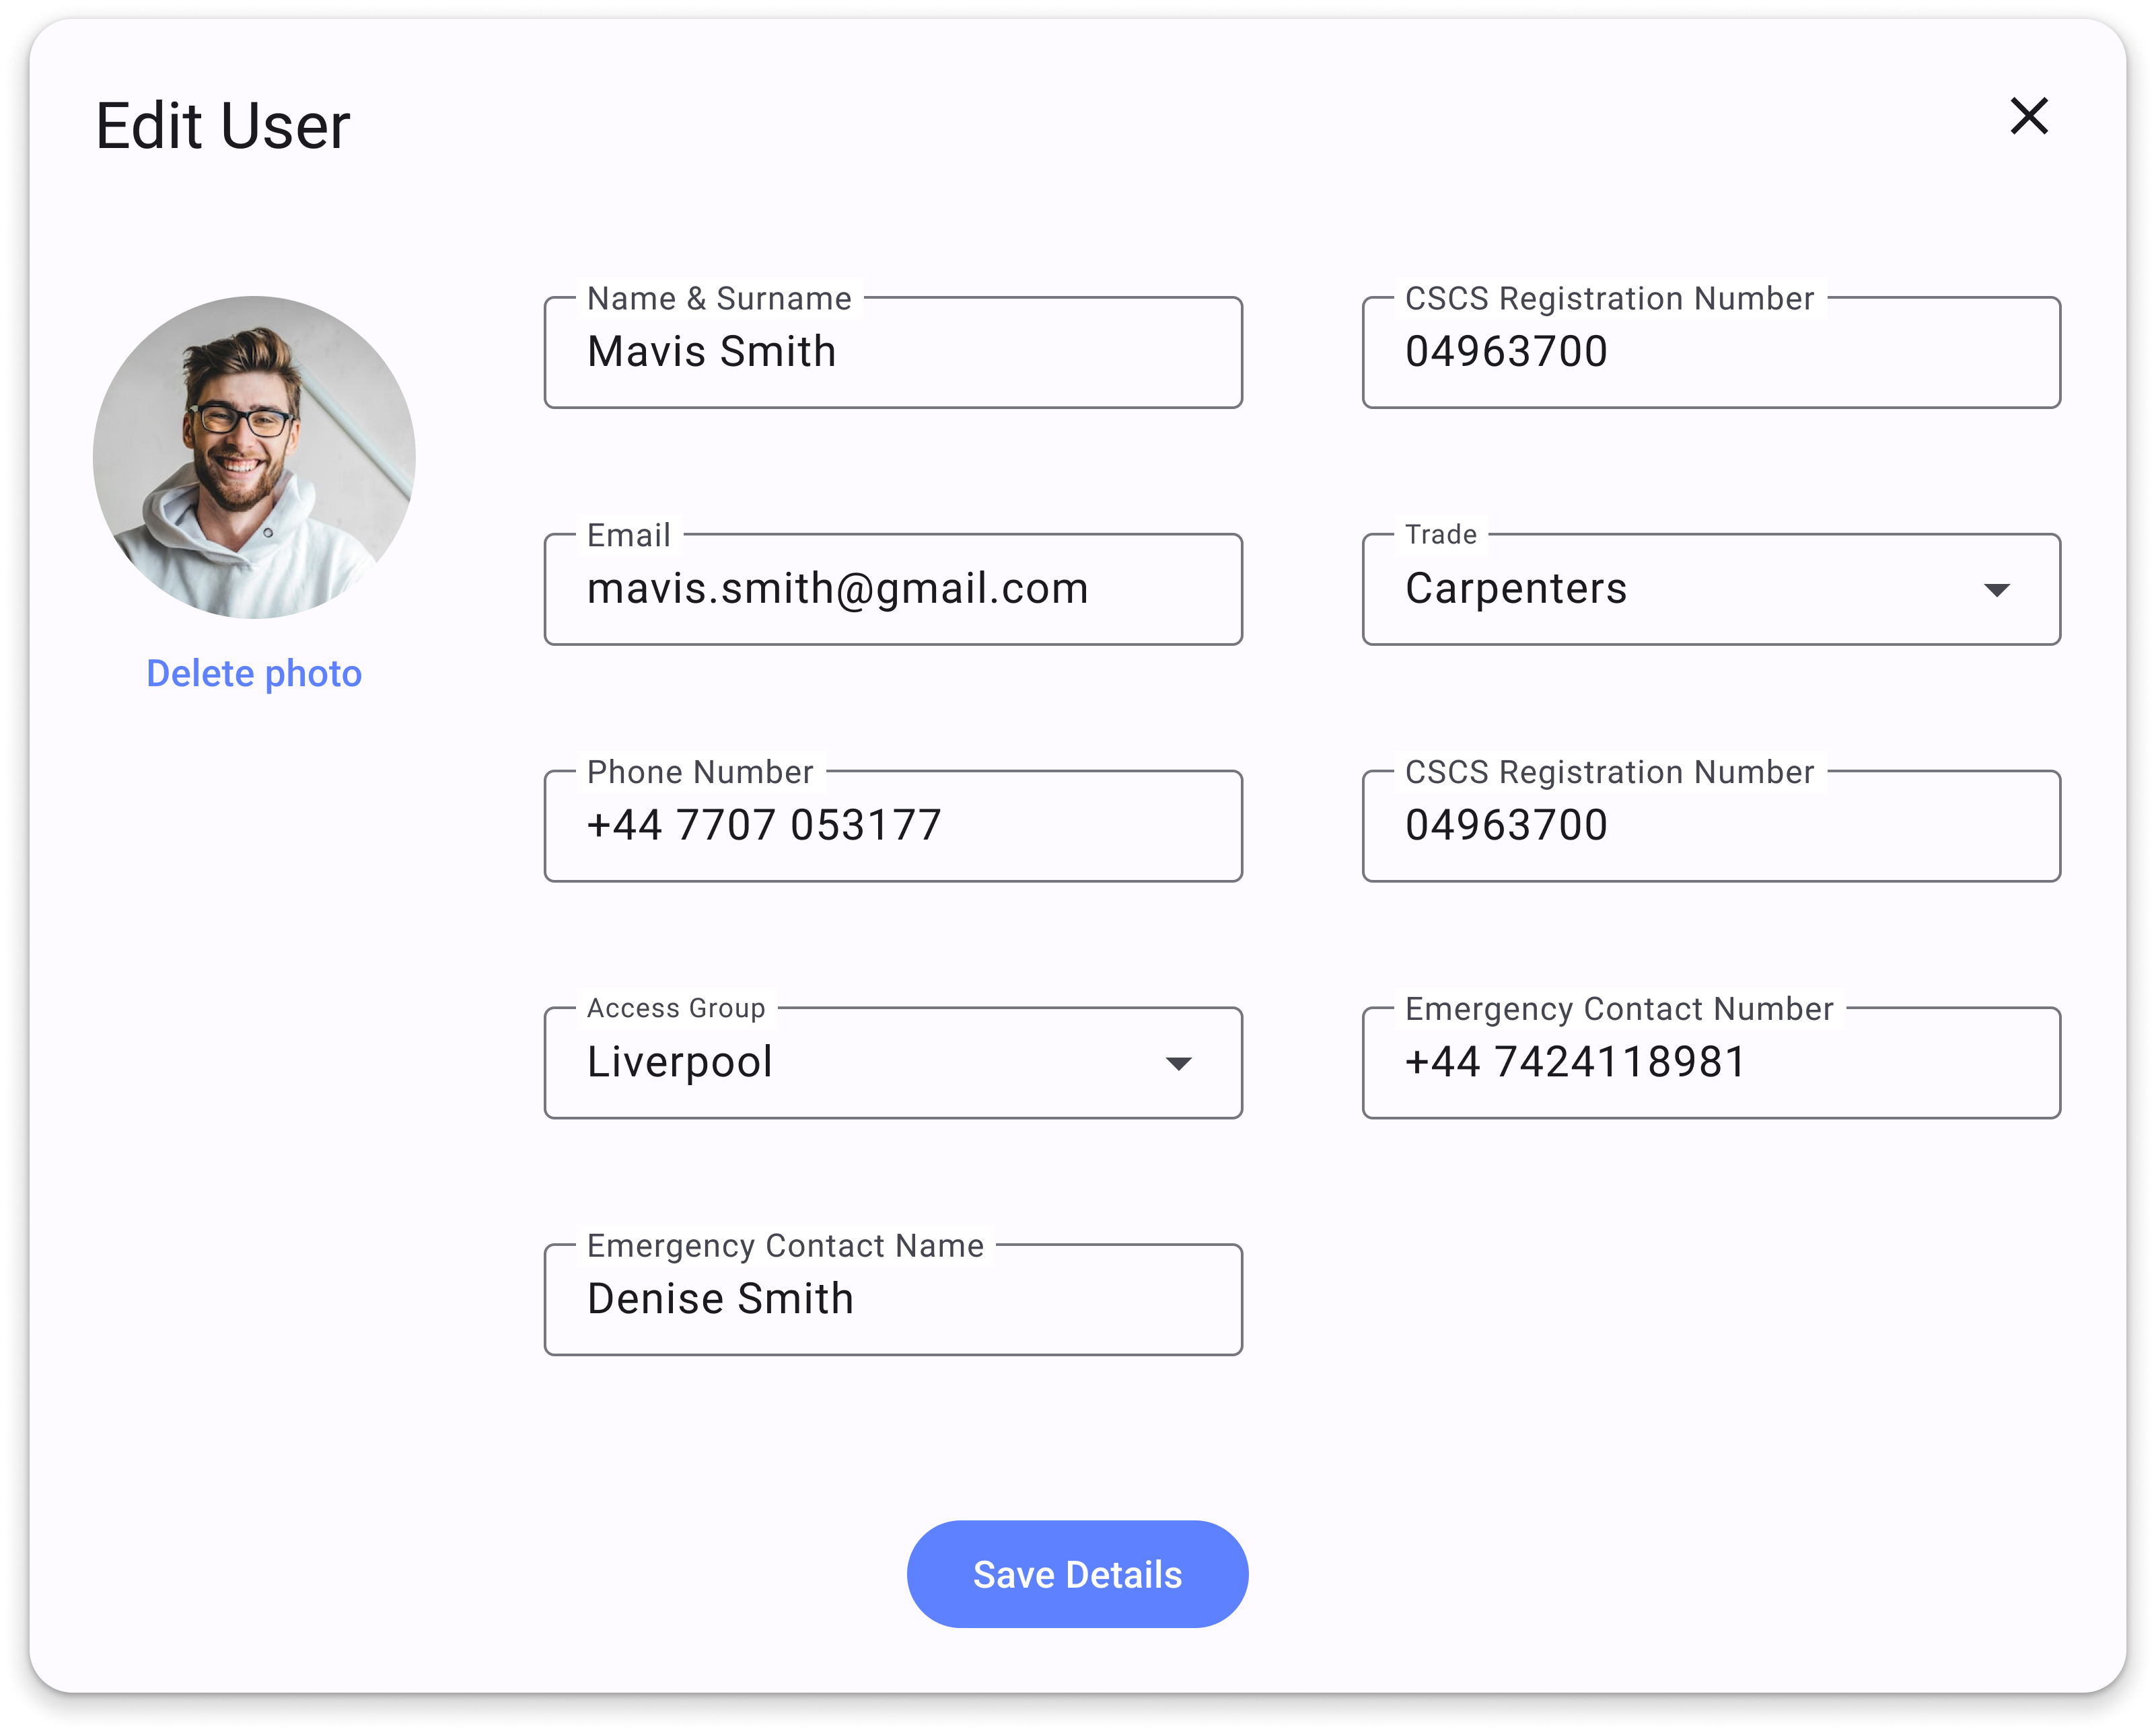 Edit User
Name & Surname
Mavis Smith
CSCS Registration Number
04963700
Email
mavis.smith@gmail.com
Trade
Carpenters
Delete photo
Phone Number
+44 7707 053177
CSCS Registration Number
04963700
Access Group
Liverpool
Emergency Contact Number
+44 7424118981
Emergency Contact Name
Denise Smith
Save Details